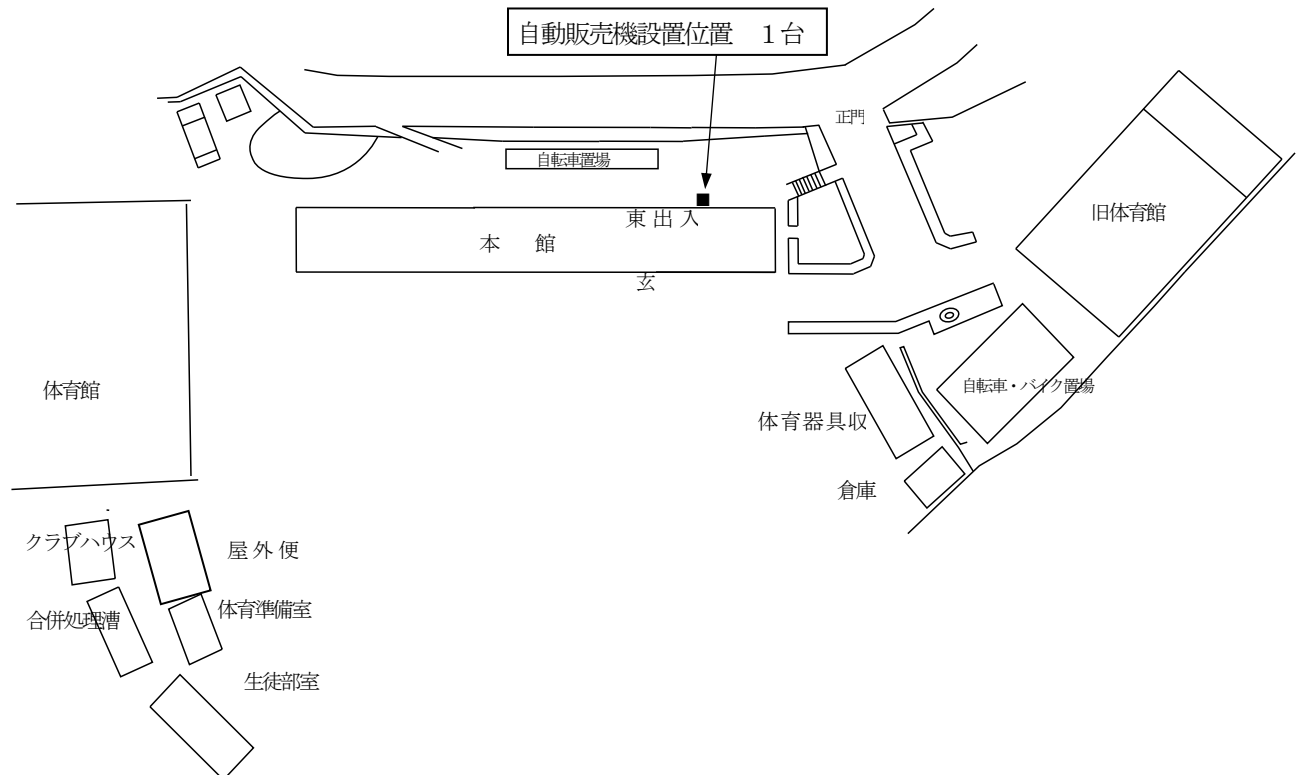 自動販売機設置位置　１台
正門
自転車置場
旧体育館
東出入
本　館
玄
体育館
自転車・バイク置場
体育器具収
倉庫
クラブハウス
屋外便
合併処理漕
体育準備室
生徒部室